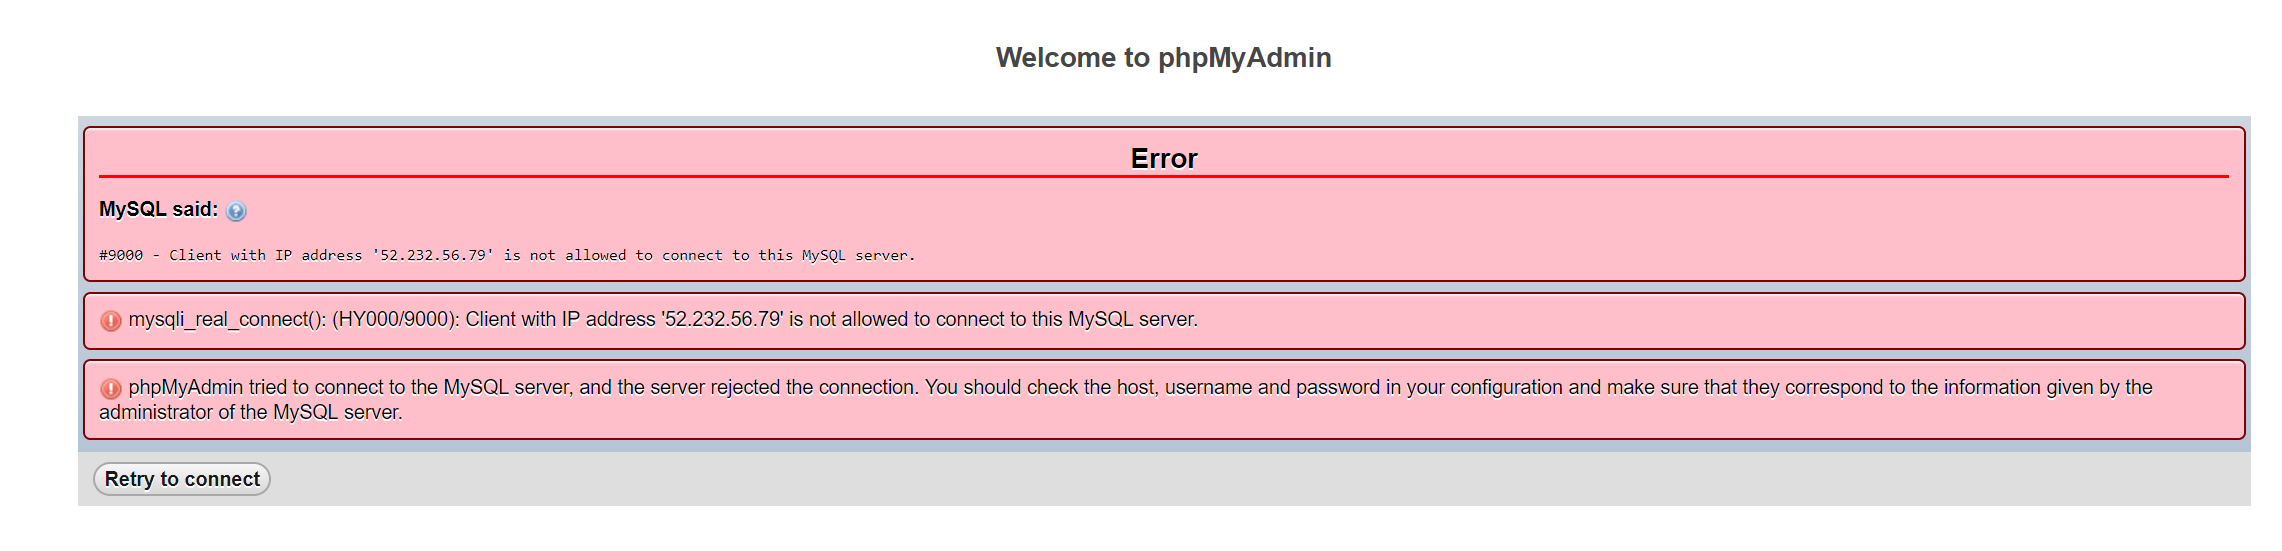 Welcome to phpMyAdmin
Error
MySQL said:
#9000 - Client with IP address '52.232.56.79' is not allowed to connect to this MySQL server.
mysqli_real_connect(): (HY000/9000): Client with IP address '52.232.56.79' is not allowed to connect to this MySQL server.
phpMyAdmin tried to connect to the MySQL server, and the server rejected the connection. You should check the host, username and password in your configuration and make sure that they correspond to the information given by the
administrator of the MySQL server.
Retry to connect